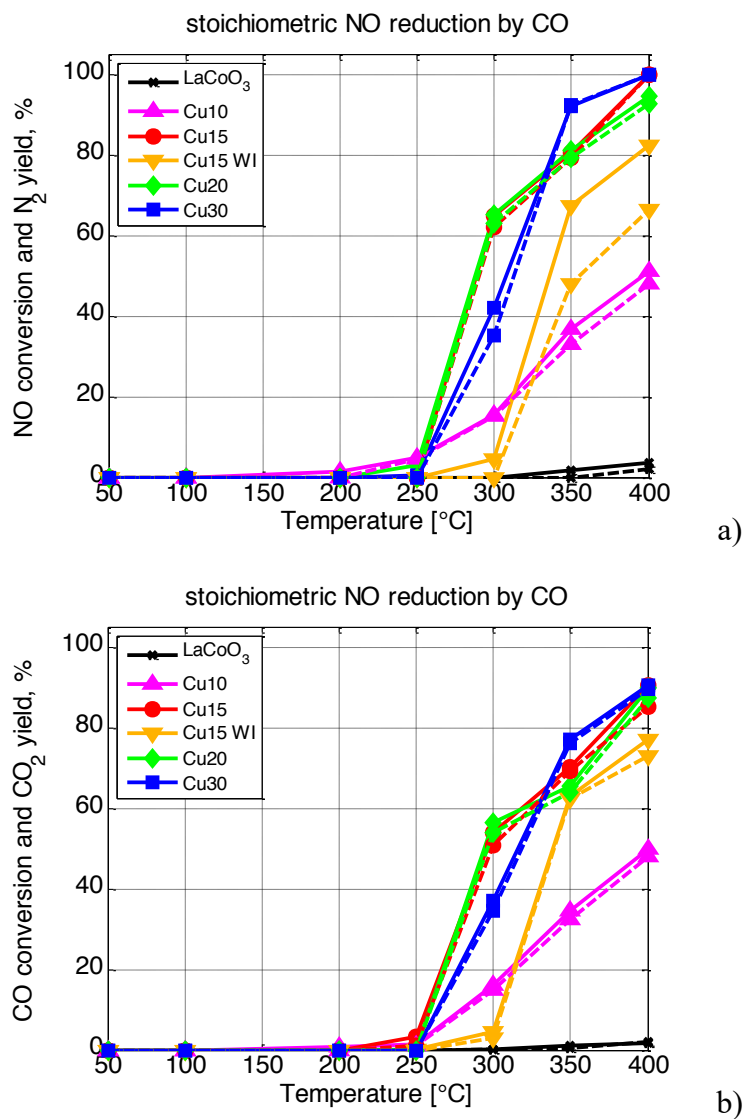 stoichiometric NO reduction by CO
NO conversion and N2 yield, %
100
80
60
40
20
0
LaCoO3
Cu10
Cu15
Cu15 WI
Cu20
Cu30
50 100 150 200 250 300 350 400
Temperature [°C]
a)
stoichiometric NO reduction by CO
CO conversion and CO2 yield, %
100
80
60
40
20
0
LaCoO3
Cu10
Cu15
Cu15 WI
Cu20
Cu30
50 100 150 200 250 300 350 400
Temperature [°C]
b)